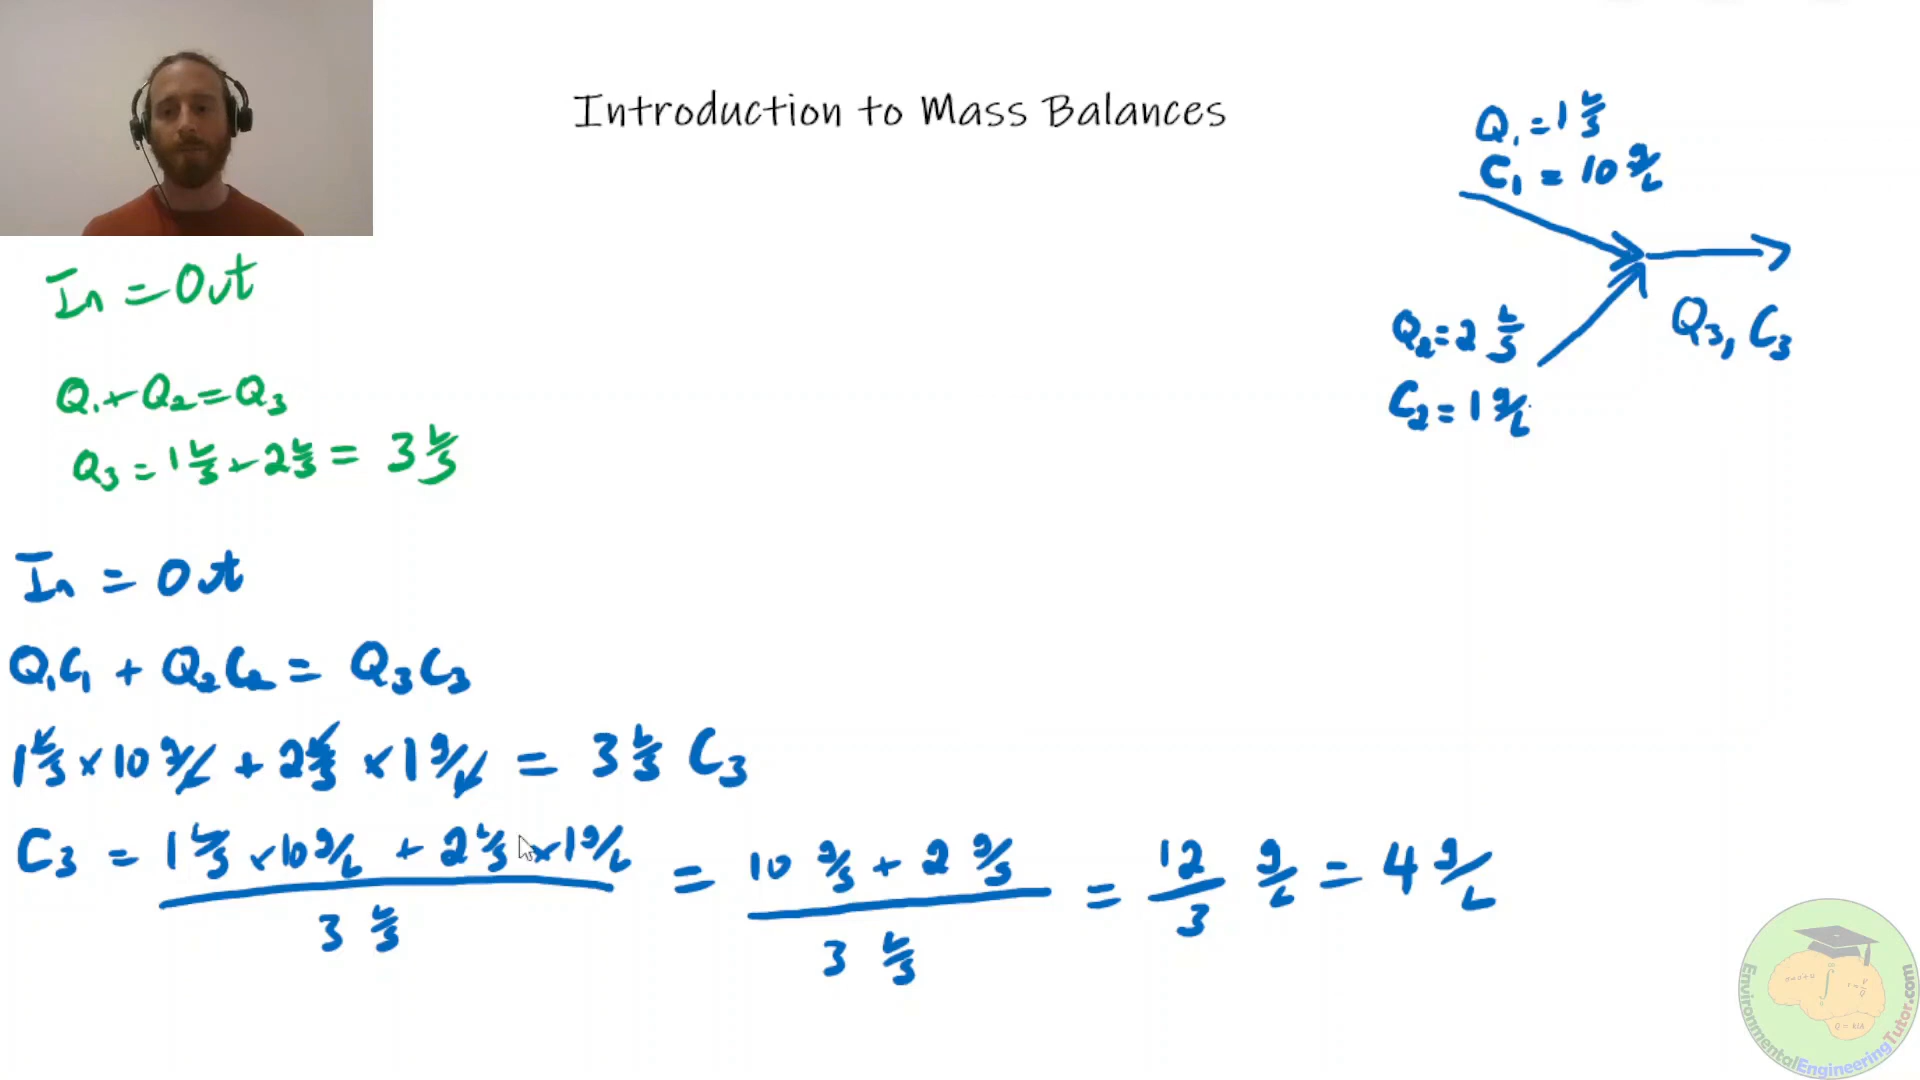 Introduction to Mass Balances
Q₁ = 1 L/s
C₁ = 10 g/L
Q₂ = 2 L/s
C₂ = 1 g/L
Q₃, C₃
In = Out
Q₁ + Q₂ = Q₃
Q₃ = 1 L/s + 2 L/s = 3 L/s
In = Out
Q₁C₁ + Q₂C₂ = Q₃C₃
1 L/s × 10 g/L + 2 L/s × 1 g/L = 3 L/s C₃
C₃ = (1 L/s × 10 g/L + 2 L/s × 1 g/L) / (3 L/s) = (10 g/s + 2 g/s) / (3 L/s) = 12/3 g/L = 4 g/L
EnvironmentalEngineeringTutor.com